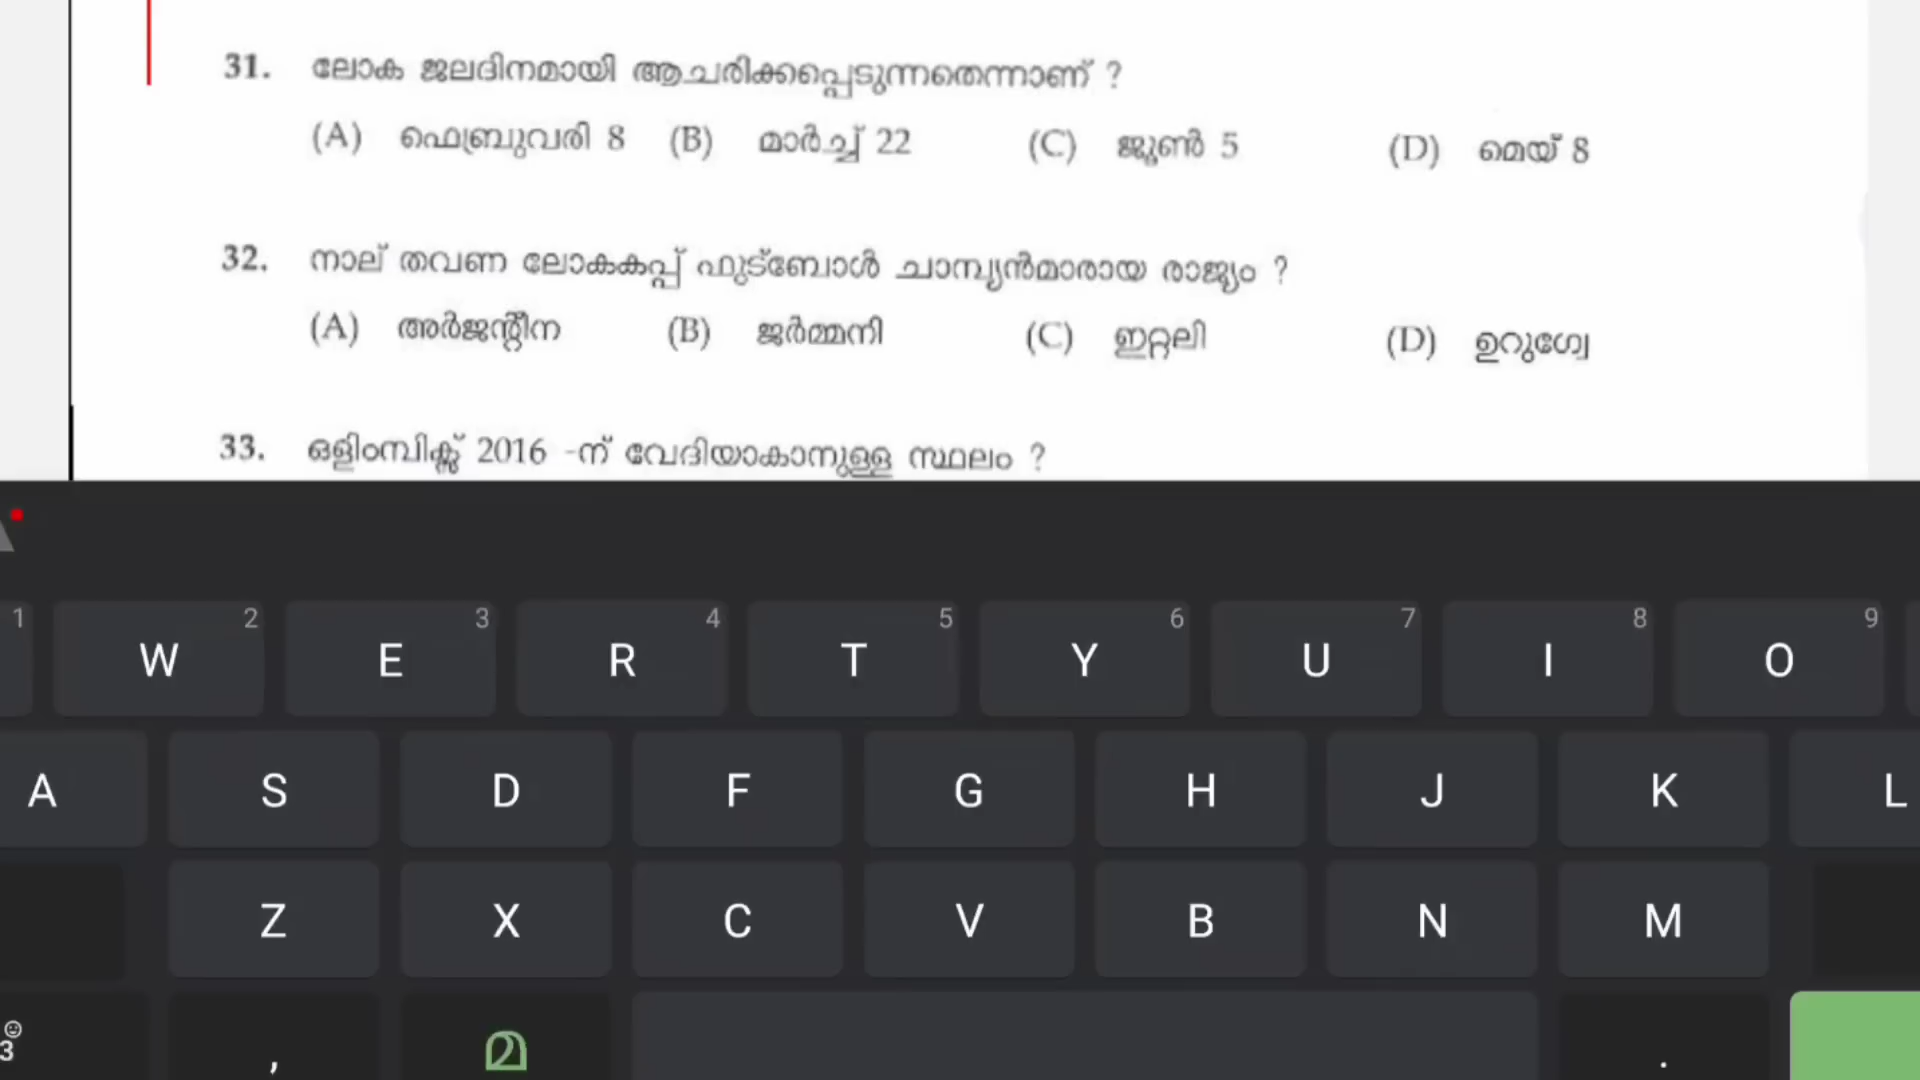 31. ലോക ജലദിനമായി ആചരിക്കപ്പെടുന്നതെന്നാണ് ?
(A) ഫെബ്രുവരി 8 (B) മാർച്ച് 22 (C) ജൂൺ 5 (D) മെയ് 8
32. നാല് തവണ ലോകകപ്പ് ഫുട്ബോൾ ചാമ്പ്യൻമാരായ രാജ്യം ?
(A) അർജന്റീന (B) ജർമ്മനി (C) ഇറ്റലി (D) ഉറുഗ്വേ
33. ഒളിംമ്പിക്സ് 2016 -ന് വേദിയാകാനുള്ള സ്ഥലം ?
1 2 3 4 5 6 7 8 9
W E R T Y U I O
A S D F G H J K L
Z X C V B N M
3 , മ .